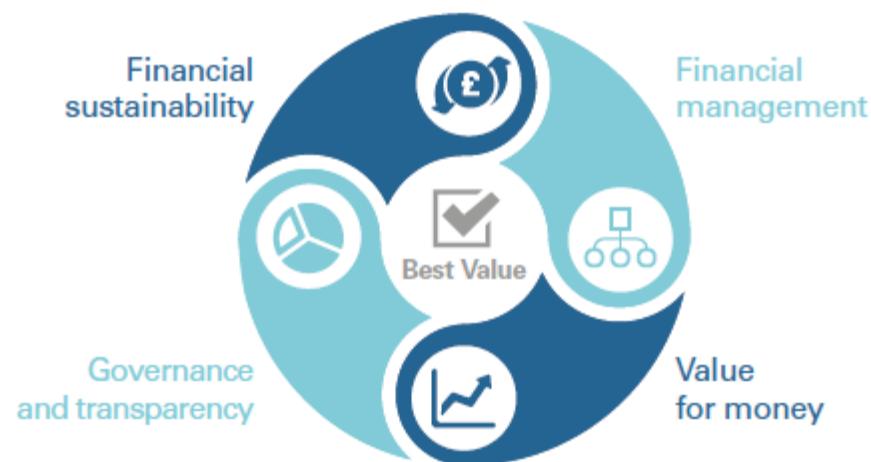 Financial
sustainability
Financial
management
£
Best Value
Governance
and transparency
Value
for money